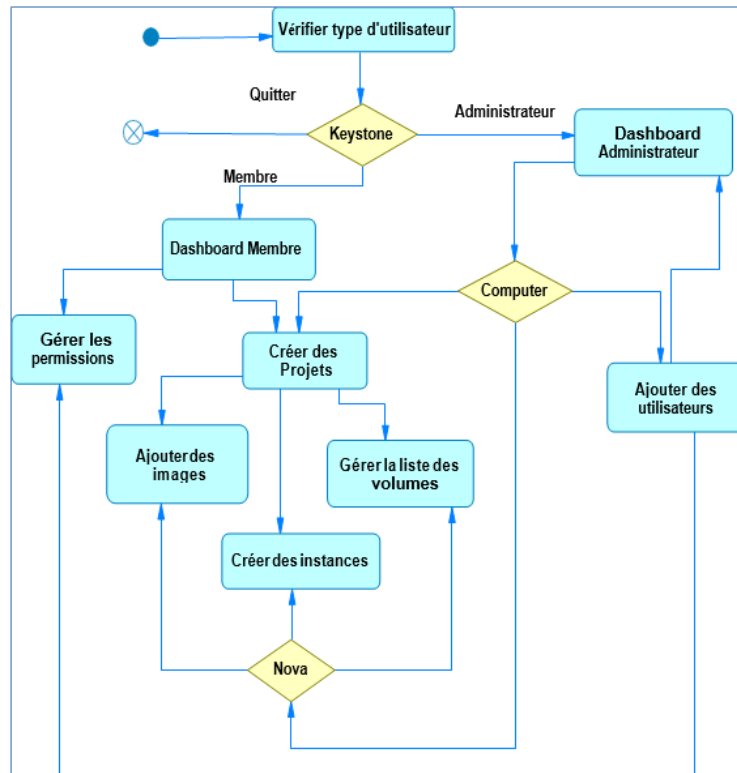 Vérifier type d'utilisateur
Quitter
Administrateur
Keystone
Dashboard
Administrateur
Membre
Dashboard Membre
Computer
Gérer les
permissions
Créer des
Projets
Ajouter des
utilisateurs
Ajouter des
images
Gérer la liste des
volumes
Créer des instances
Nova